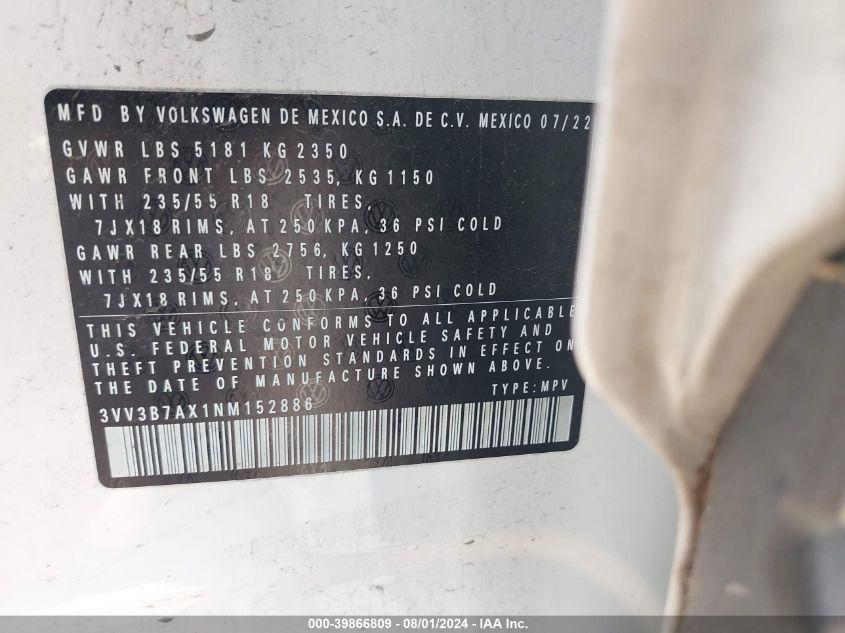 MFD BY VOLKSWAGEN DE MEXICO S.A. DE C.V. MEXICO 07/22
GVWR LBS 5181 KG 2350
GAWR FRONT LBS 2535, KG 1150
WITH 235/55 R18 TIRES,
7JX18 RIMS, AT 250 KPA, 36 PSI COLD
GAWR REAR LBS 2756, KG 1250
WITH 235/55 R18 TIRES,
7JX18 RIMS, AT 250 KPA, 36 PSI COLD
THIS VEHICLE CONFORMS TO ALL APPLICABLE
U.S. FEDERAL MOTOR VEHICLE SAFETY AND
THEFT PREVENTION STANDARDS IN EFFECT ON
THE DATE OF MANUFACTURE SHOWN ABOVE.
3VV3B7AX1NM152886 TYPE: MPV
000-39866809 - 08/01/2024 - IAA Inc.